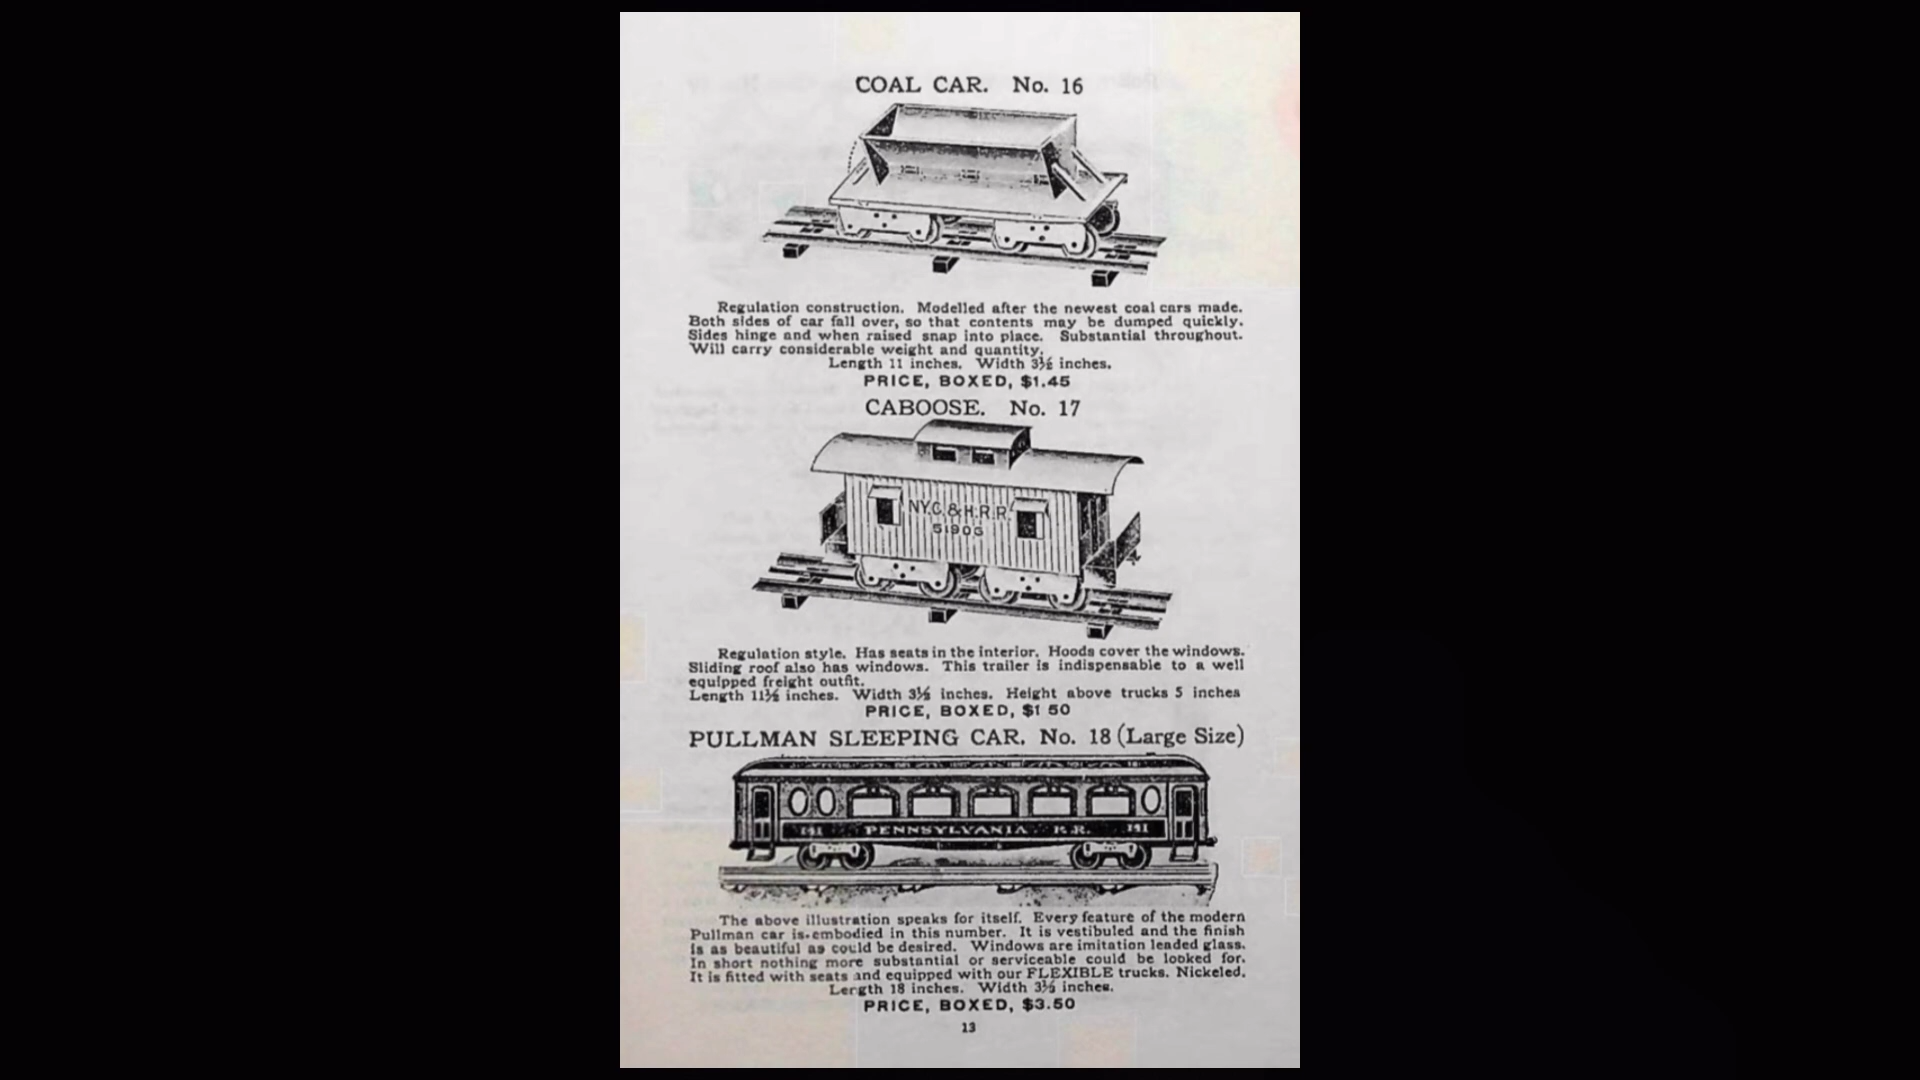 COAL CAR. No. 16
Regulation construction. Modelled after the newest coal cars made.
Both sides of car fall over, so that contents may be dumped quickly.
Sides hinge and when raised snap into place. Substantial throughout.
Will carry considerable weight and quantity.
Length 11 inches. Width 3½ inches.
PRICE, BOXED, $1.45
CABOOSE. No. 17
N.Y.C. & H.R.R.
51906
Regulation style. Has seats in the interior. Hoods cover the windows.
Sliding roof also has windows. This trailer is indispensable to a well
equipped freight outfit.
Length 11½ inches. Width 3½ inches. Height above trucks 5 inches
PRICE, BOXED, $1 50
PULLMAN SLEEPING CAR. No. 18 (Large Size)
141 PENNSYLVANIA R.R. 141
The above illustration speaks for itself. Every feature of the modern
Pullman car is embodied in this number. It is vestibuled and the finish
is as beautiful as could be desired. Windows are imitation leaded glass.
In short nothing more substantial or serviceable could be looked for.
It is fitted with seats and equipped with our FLEXIBLE trucks. Nickeled.
Length 18 inches. Width 3½ inches.
PRICE, BOXED, $3.50
13